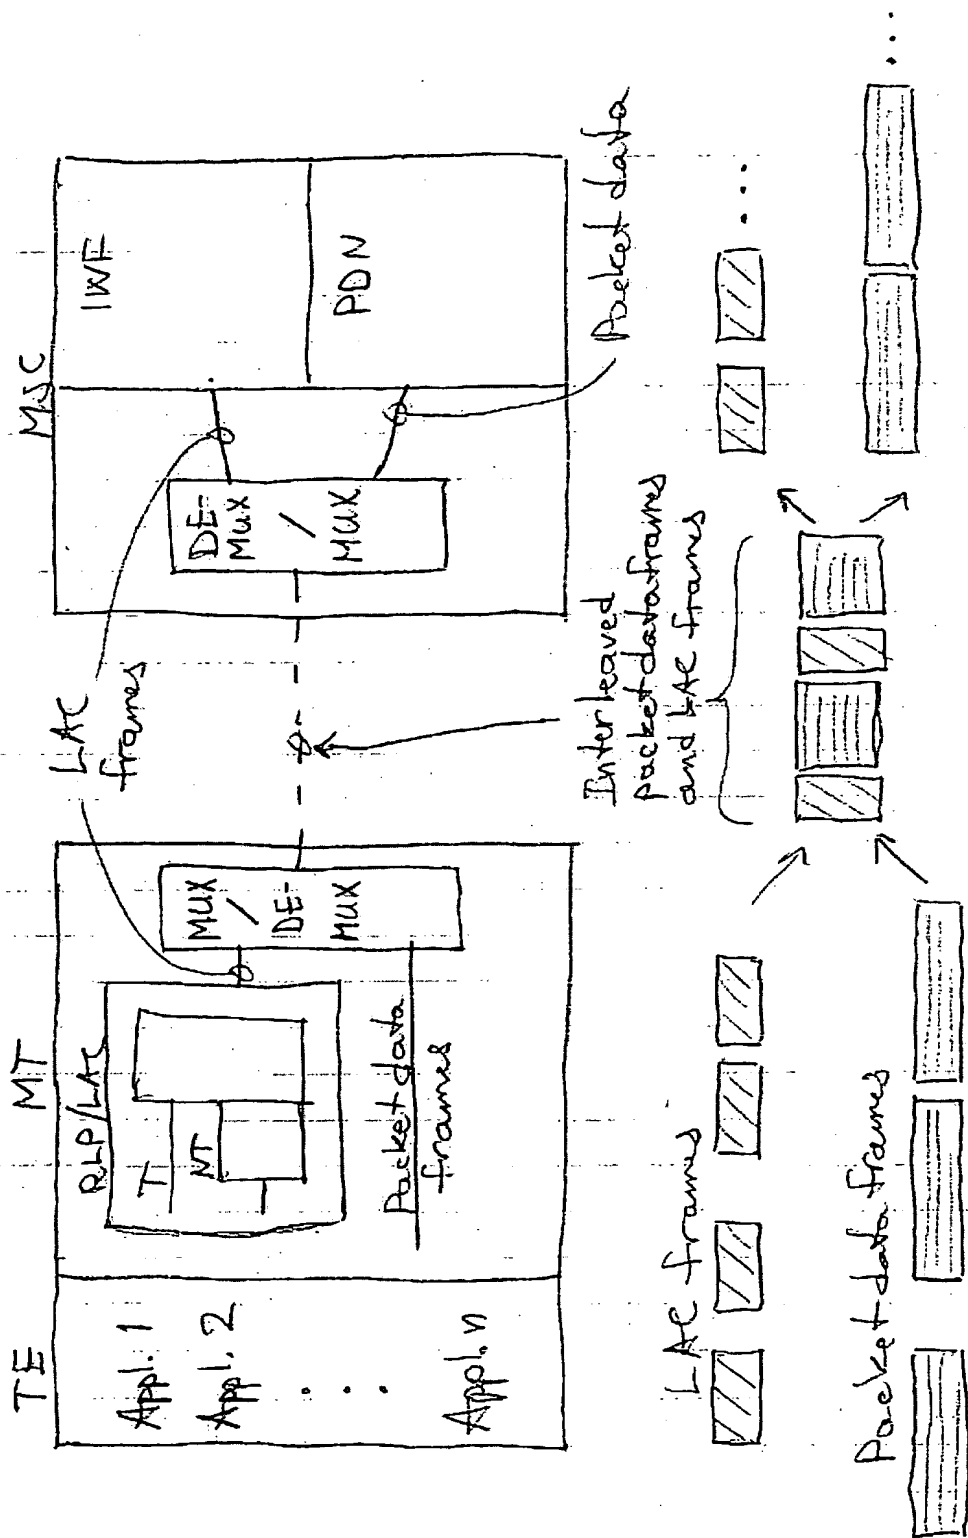 TE
MT
MSC
Appl. 1
Appl. 2
Appl. n
RLP/LAC
T
NT
Packet data
frames
MUX
/
DE-
MUX
LAC
frames
DE-
MUX
/
MUX
IWF
PDN
Packet data
Interleaved
packet data frames
and LAC frames
LAC frames
Packet data frames